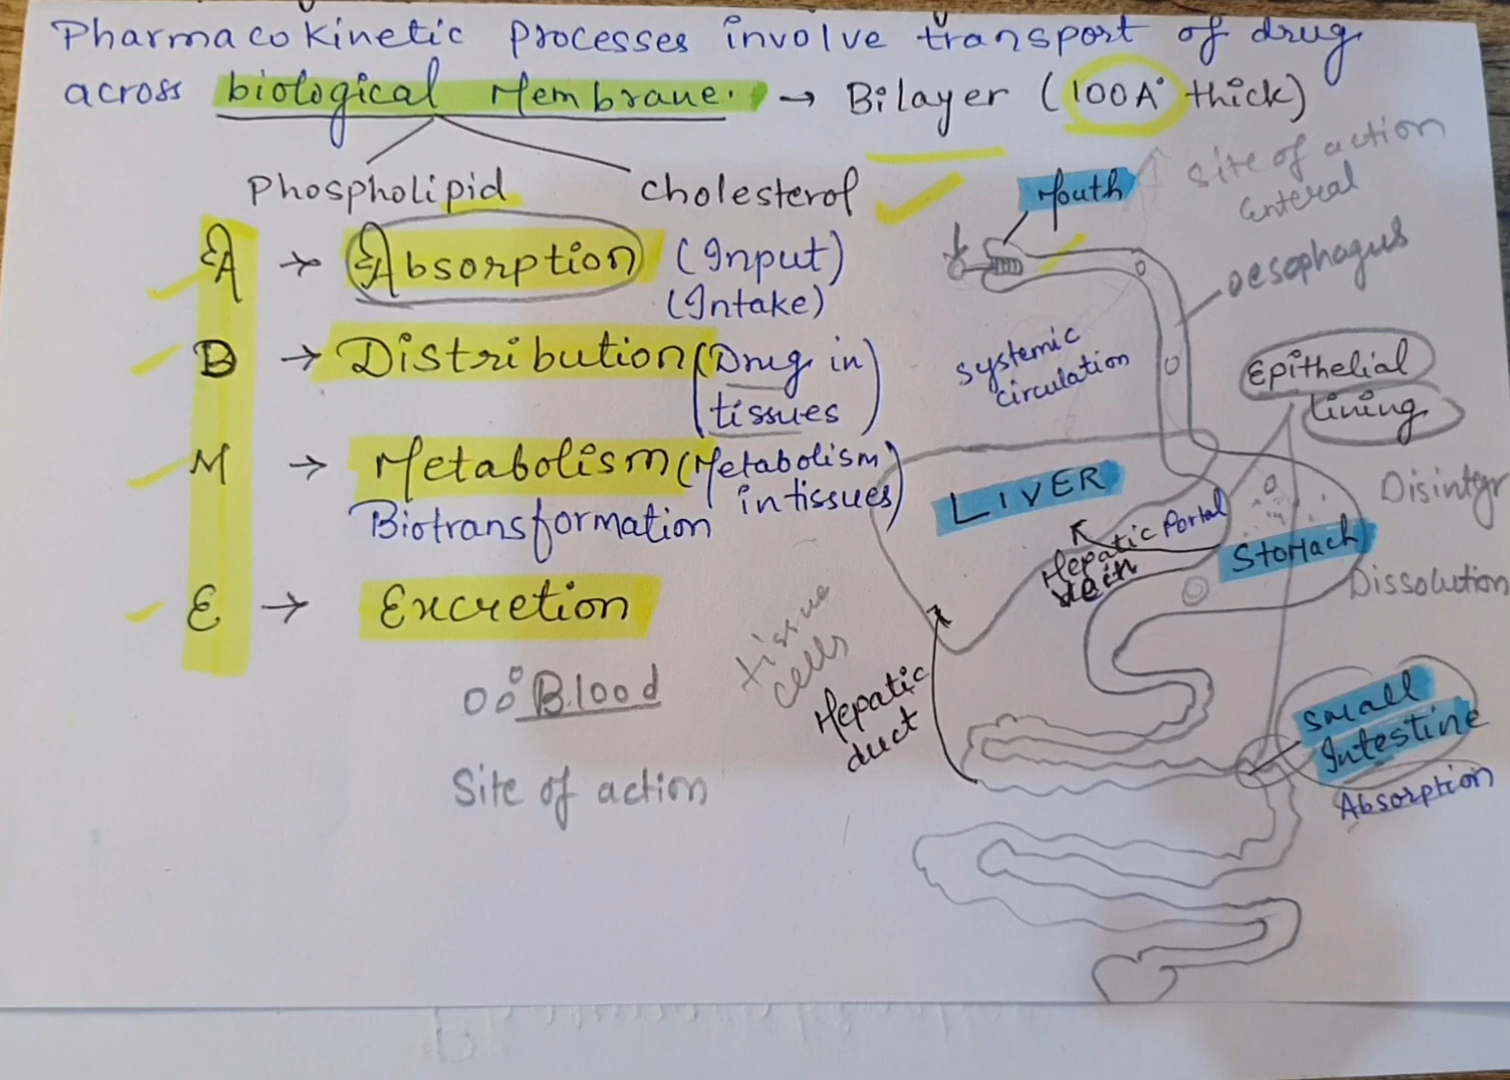 Pharmacokinetic processes involve transport of drug
across biological Membrane. → Bilayer (100A° thick)
Phospholipid
cholesterol
A → Absorption (Input)
(Intake)
D → Distribution (Drug in
tissues)
M → Metabolism (Metabolism
in tissues)
Biotransformation
E → Excretion
Blood
Site of action
Mouth
site of action
enteral
oesophagus
systemic
circulation
Epithelial
lining
LIVER
Disintegr
Hepatic Portal
vein
Stomach
Dissolution
tissue
cells
Hepatic
duct
small
Intestine
Absorption